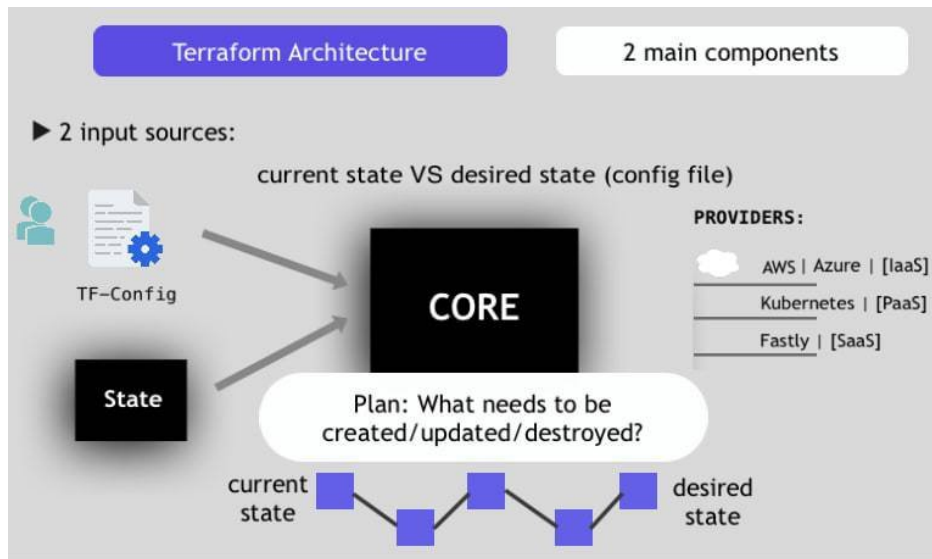 Terraform Architecture
2 main components
▶ 2 input sources:
current state VS desired state (config file)
TF-Config
State
CORE
PROVIDERS:
AWS | Azure | [IaaS]
Kubernetes | [PaaS]
Fastly | [SaaS]
Plan: What needs to be
created/updated/destroyed?
current
state
desired
state